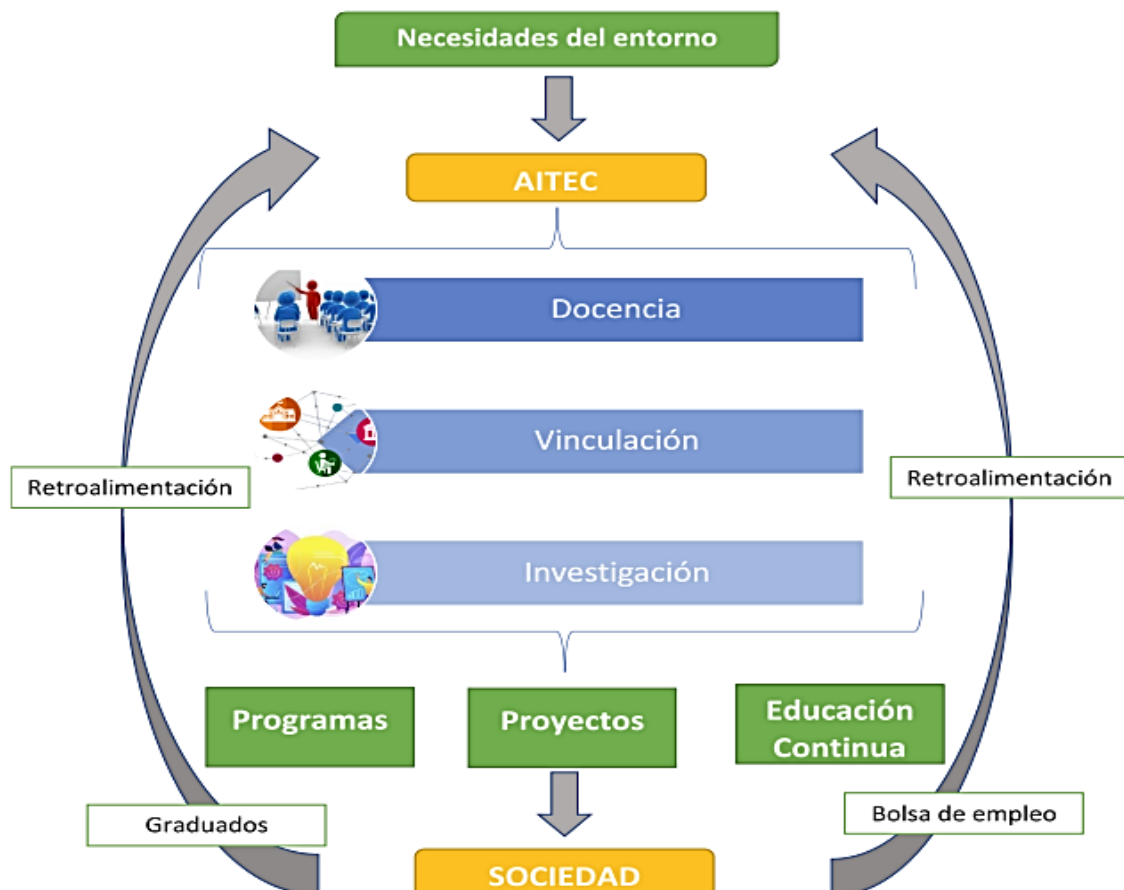 Necesidades del entorno
AITEC
Docencia
Vinculación
Retroalimentación
Retroalimentación
Investigación
Programas
Proyectos
Educación
Continua
Graduados
Bolsa de empleo
SOCIEDAD